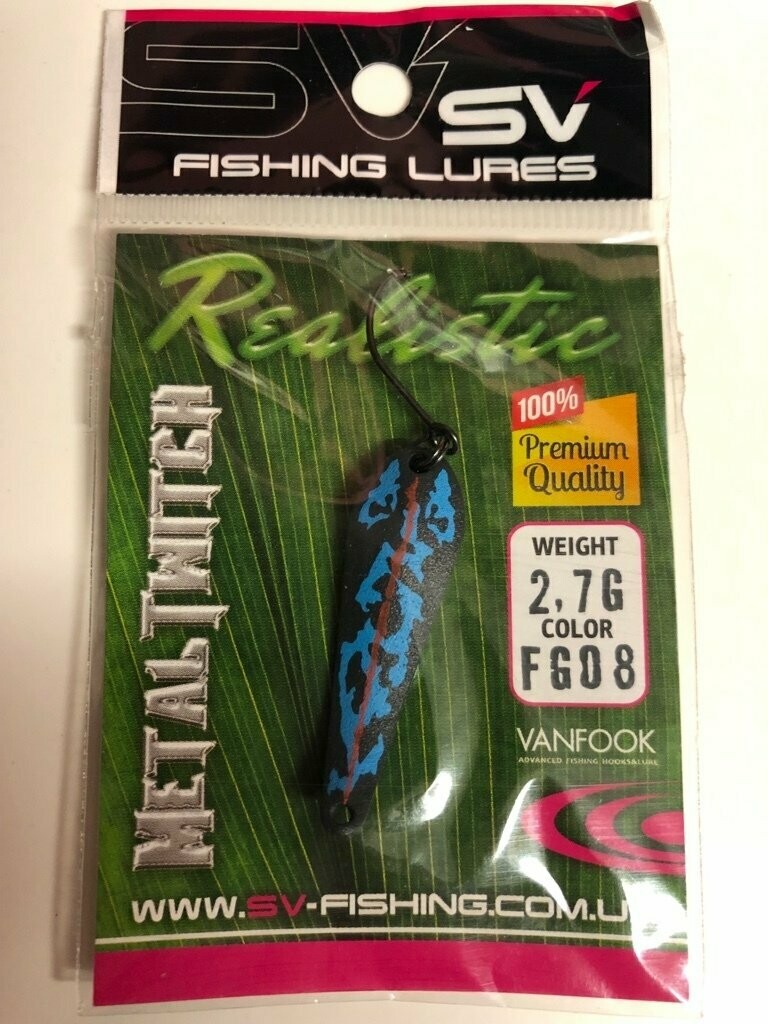 SV
SV
FISHING LURES
Realistic
METAL TWITCH
100%
Premium
Quality
WEIGHT
2,7G
COLOR
FG08
VANFOOK
ADVANCED FISHING HOOKS&LURE
WWW.SV-FISHING.COM.U